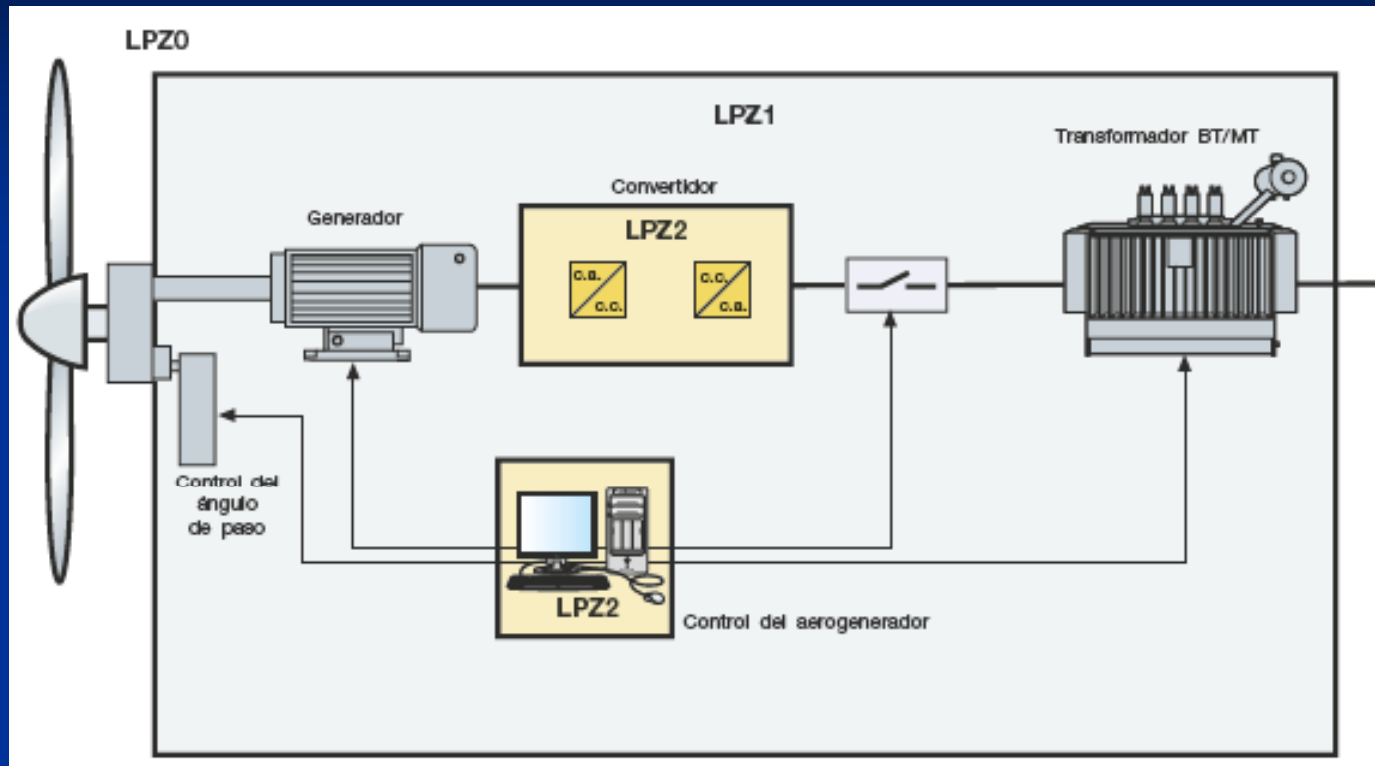 LPZ0
LPZ1
Transformador BT/MT
Convertidor
Generador
LPZ2
c.a.
c.c.
c.c.
c.a.
Control del
ángulo
de paso
LPZ2
Control del aerogenerador